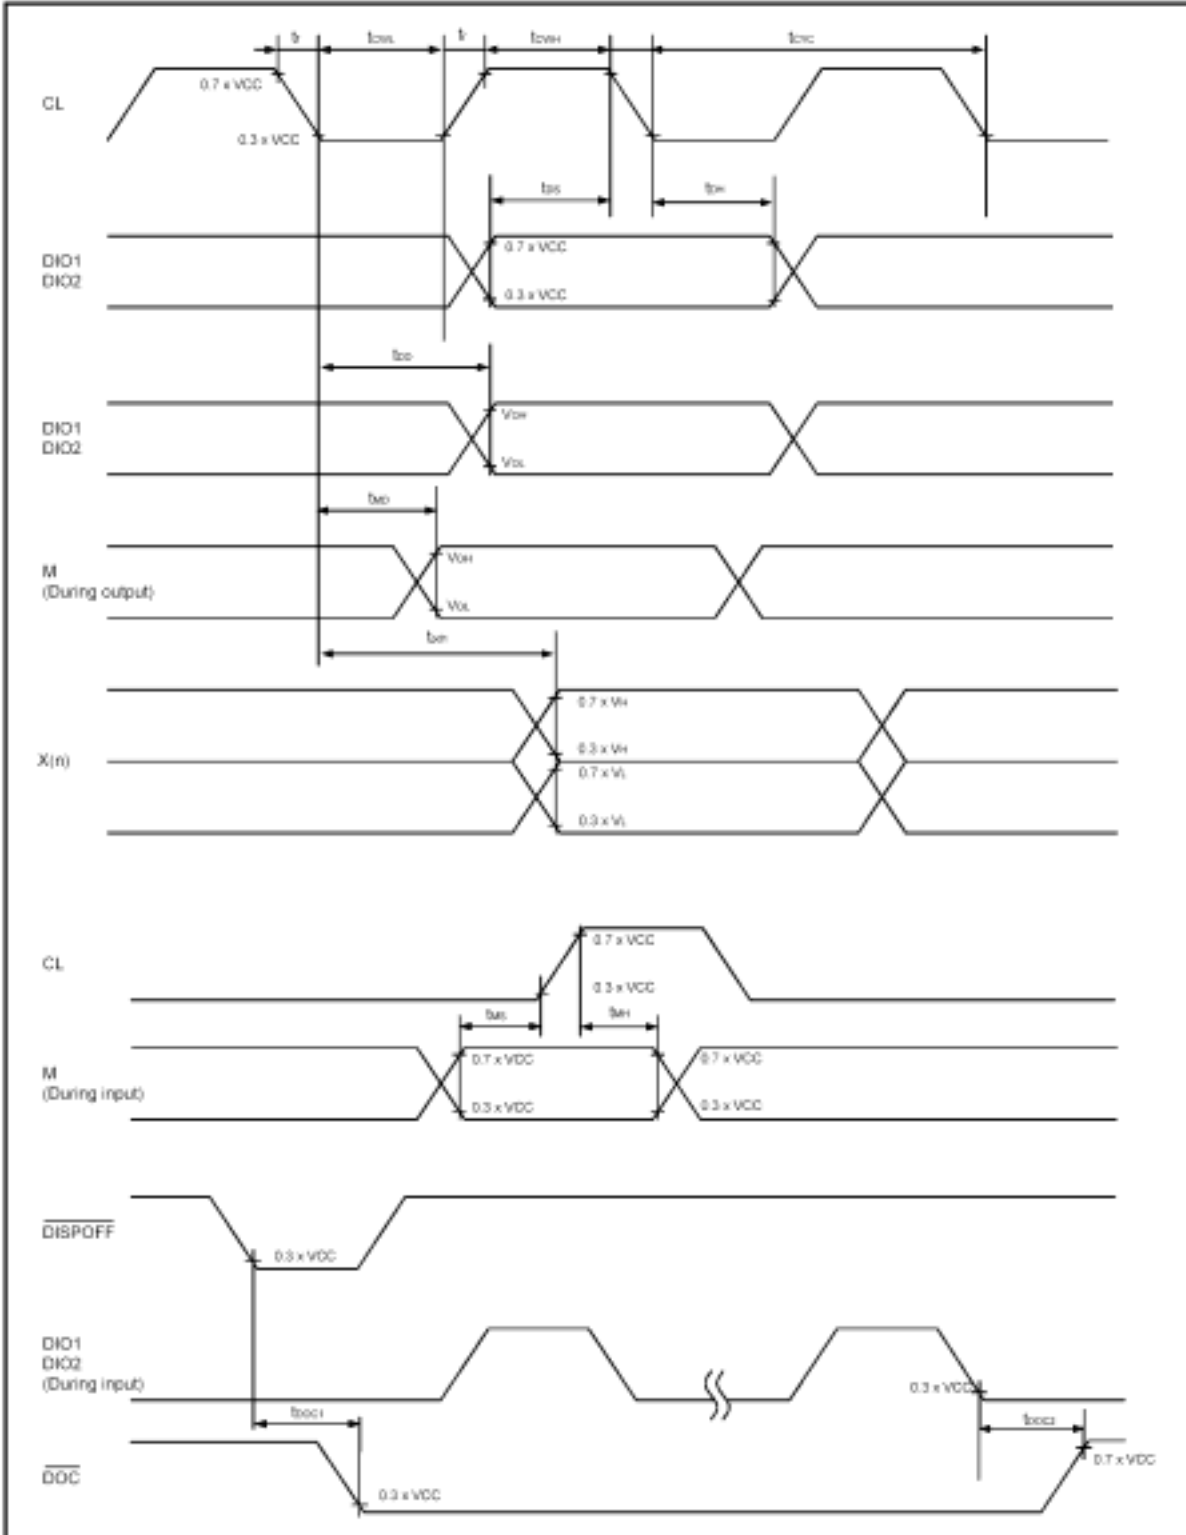 tf tCWL tr tCWH tCYC
CL
0.7 x VCC
0.3 x VCC
tDS tDH
DIO1
DIO2
0.7 x VCC
0.3 x VCC
tDD
DIO1
DIO2
VOH
VOL
tMD
M
(During output)
VOH
VOL
X(n)
0.7 x VH
0.3 x VH
0.7 x VL
0.3 x VL
CL
0.7 x VCC
0.3 x VCC
tMS tMH
M
(During input)
0.7 x VCC
0.3 x VCC
0.7 x VCC
0.3 x VCC
DISPOFF
0.3 x VCC
DIO1
DIO2
(During input)
0.3 x VCC
tDOC1
tDOC2
DOC
0.3 x VCC
0.7 x VCC